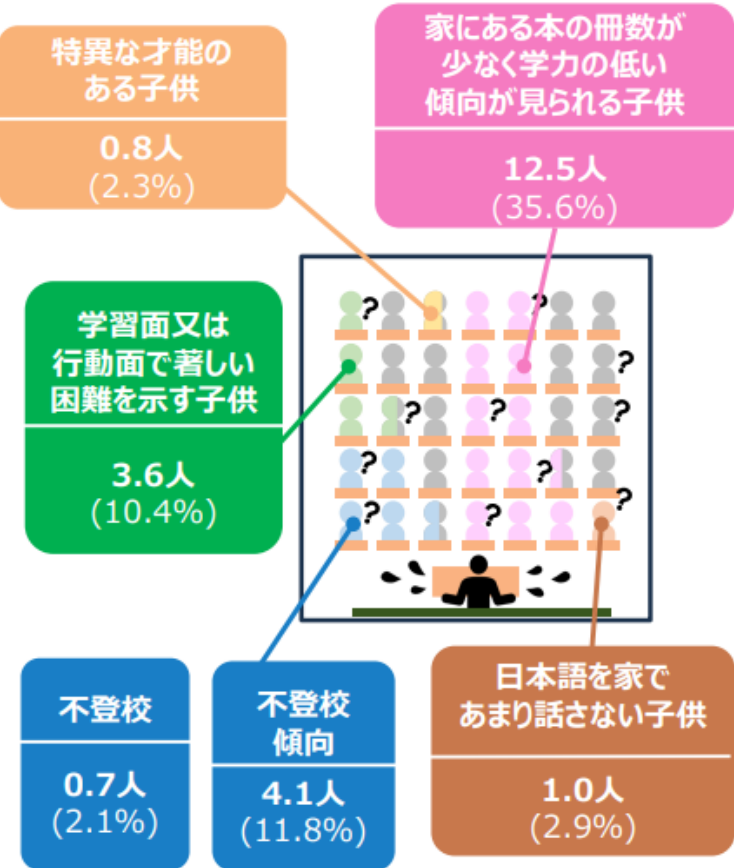 特異な才能の
ある子供
0.8人
(2.3%)
家にある本の冊数が
少なく学力の低い
傾向が見られる子供
12.5人
(35.6%)
学習面又は
行動面で著しい
困難を示す子供
3.6人
(10.4%)
?
?
?
?
?
?
?
?
?
?
?
不登校
0.7人
(2.1%)
不登校
傾向
4.1人
(11.8%)
日本語を家で
あまり話さない子供
1.0人
(2.9%)